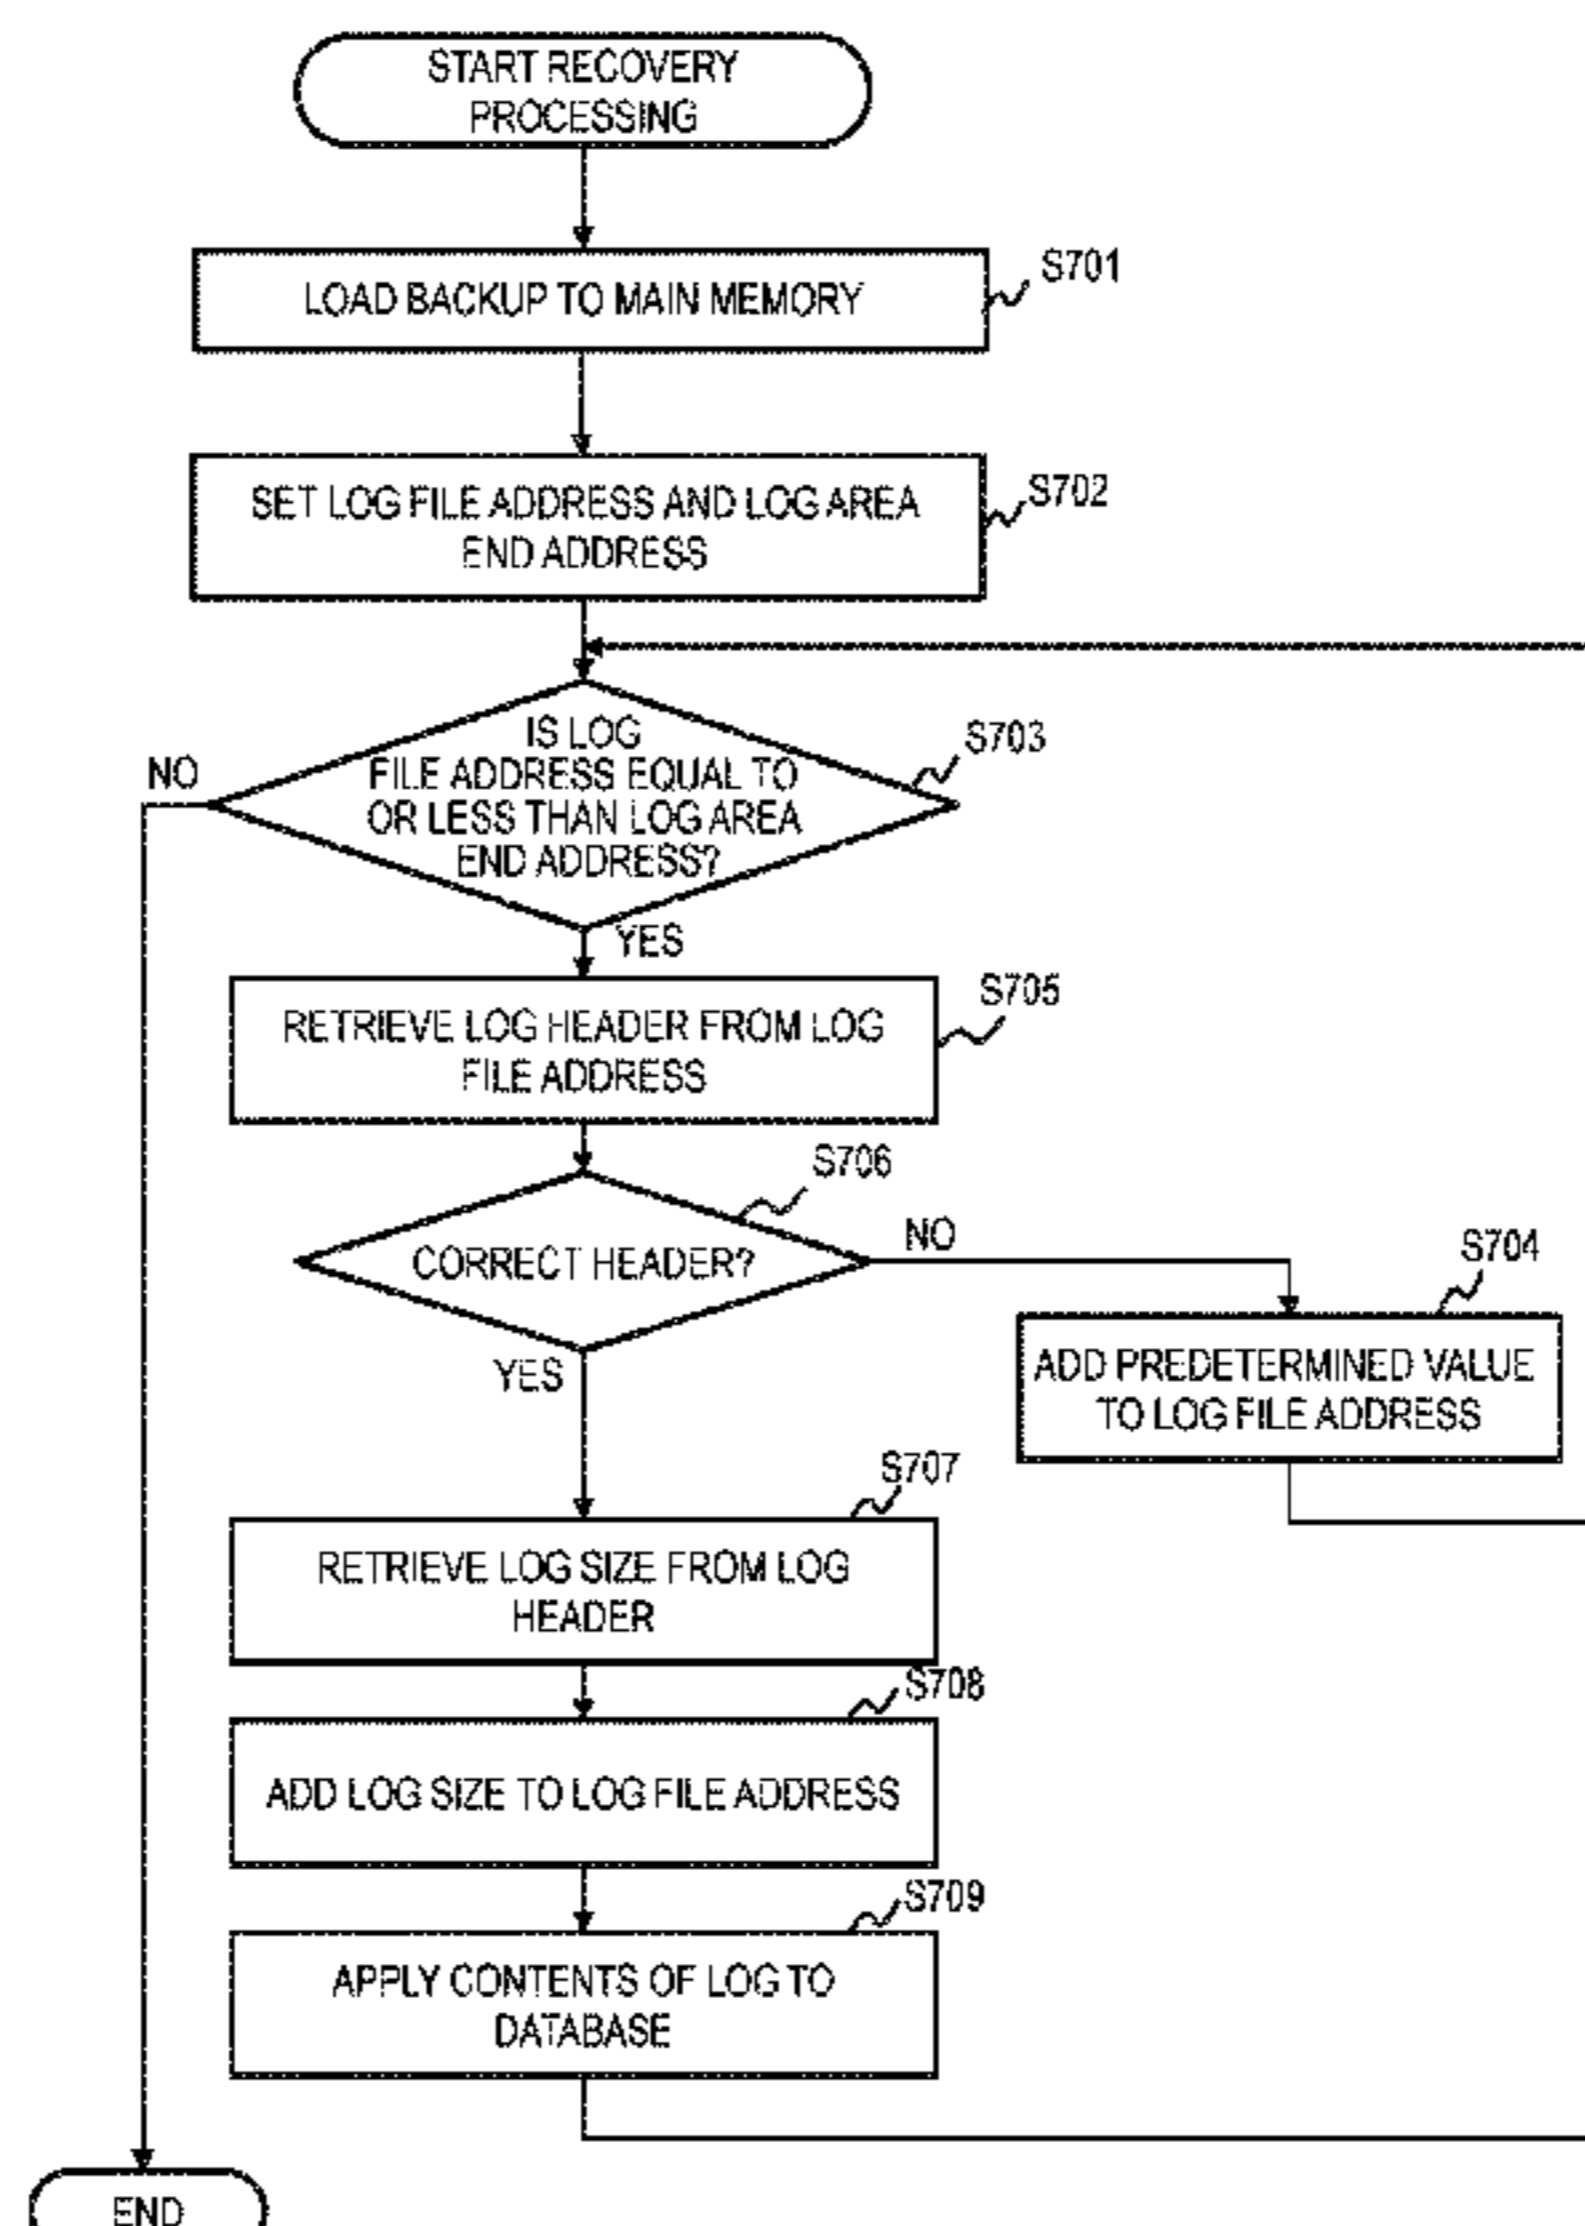 START RECOVERY
PROCESSING
S701
LOAD BACKUP TO MAIN MEMORY
S702
SET LOG FILE ADDRESS AND LOG AREA
END ADDRESS
S703
NO
IS LOG
FILE ADDRESS EQUAL TO
OR LESS THAN LOG AREA
END ADDRESS?
YES
S705
RETRIEVE LOG HEADER FROM LOG
FILE ADDRESS
S706
CORRECT HEADER?
NO
YES
S704
ADD PREDETERMINED VALUE
TO LOG FILE ADDRESS
S707
RETRIEVE LOG SIZE FROM LOG
HEADER
S708
ADD LOG SIZE TO LOG FILE ADDRESS
S709
APPLY CONTENTS OF LOG TO
DATABASE
END